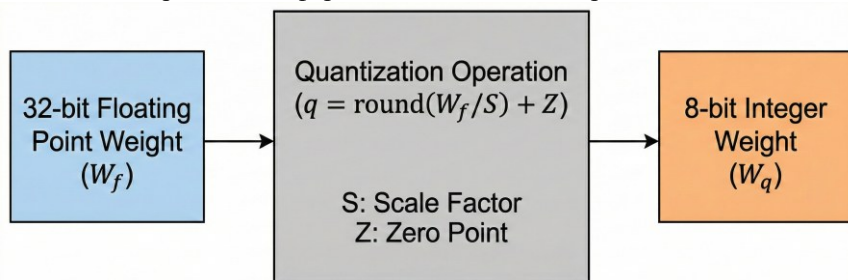 32-bit Floating
Point Weight
(W_f)
Quantization Operation
(q = round(W_f/S) + Z)
S: Scale Factor
Z: Zero Point
8-bit Integer
Weight
(W_q)